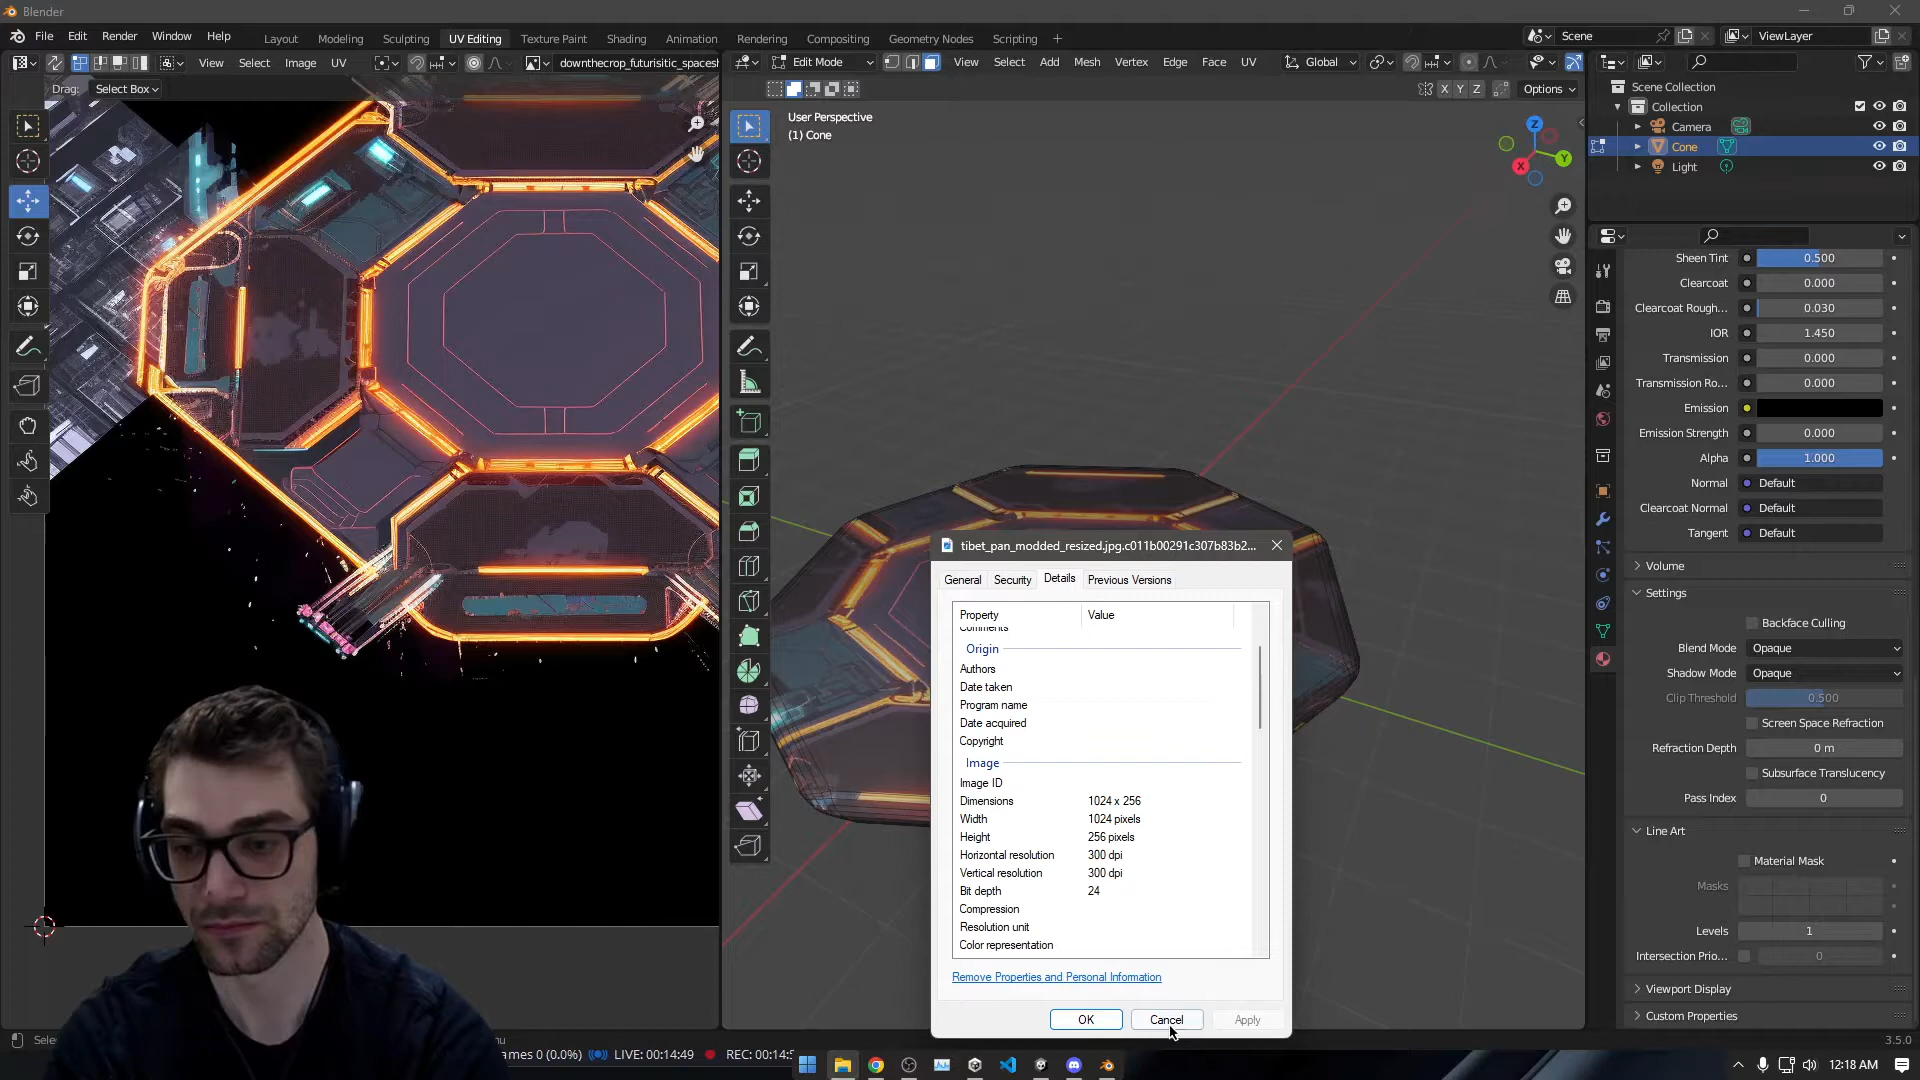 Blender
File Edit Render Window Help
Layout Modeling Sculpting UV Editing Texture Paint Shading Animation Rendering Compositing Geometry Nodes Scripting +
Scene
ViewLayer
View Select Image UV
downthecrop_futurisitic_spacesh
Edit Mode
View Select Add Mesh Vertex Edge Face UV
Global
Drag: Select Box
X Y Z
Options
User Perspective
(1) Cone
Z
Y
X
Scene Collection
Collection
Camera
Cone
Light
Sheen Tint 0.500
Clearcoat 0.000
Clearcoat Rough... 0.030
IOR 1.450
Transmission 0.000
Transmission Ro... 0.000
Emission
Emission Strength 0.000
Alpha 1.000
Normal Default
Clearcoat Normal Default
Tangent Default
Volume
Settings
Backface Culling
Blend Mode Opaque
Shadow Mode Opaque
Clip Threshold 0.500
Screen Space Refraction
Refraction Depth 0 m
Subsurface Translucency
Pass Index 0
Line Art
Material Mask
Masks
Levels 1
Intersection Prio... 0
Viewport Display
Custom Properties
3.5.0
tibet_pan_modded_resized.jpg.c011b00291c307b83b2...
General Security Details Previous Versions
Property Value
Comments
Origin
Authors
Date taken
Program name
Date acquired
Copyright
Image
Image ID
Dimensions 1024 x 256
Width 1024 pixels
Height 256 pixels
Horizontal resolution 300 dpi
Vertical resolution 300 dpi
Bit depth 24
Compression
Resolution unit
Color representation
Remove Properties and Personal Information
OK Cancel Apply
Selec
ames 0 (0.0%) LIVE: 00:14:49 REC: 00:14:5
12:18 AM